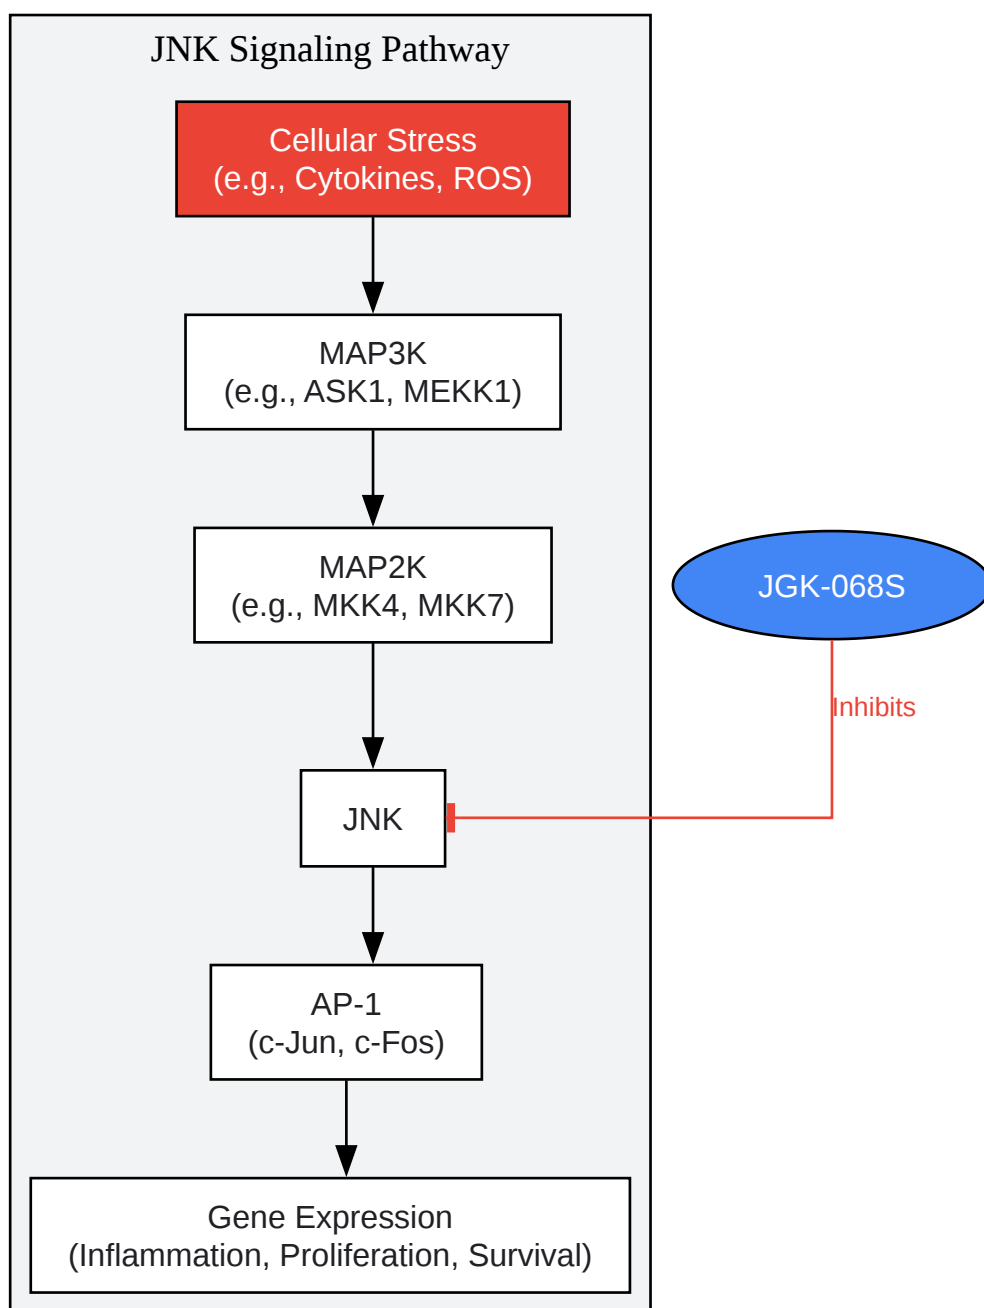 JNK Signaling Pathway
Cellular Stress
(e.g., Cytokines, ROS)
MAP3K
(e.g., ASK1, MEKK1)
MAP2K
(e.g., MKK4, MKK7)
JGK-068S
Inhibits
JNK
AP-1
(c-Jun, c-Fos)
Gene Expression
(Inflammation, Proliferation, Survival)